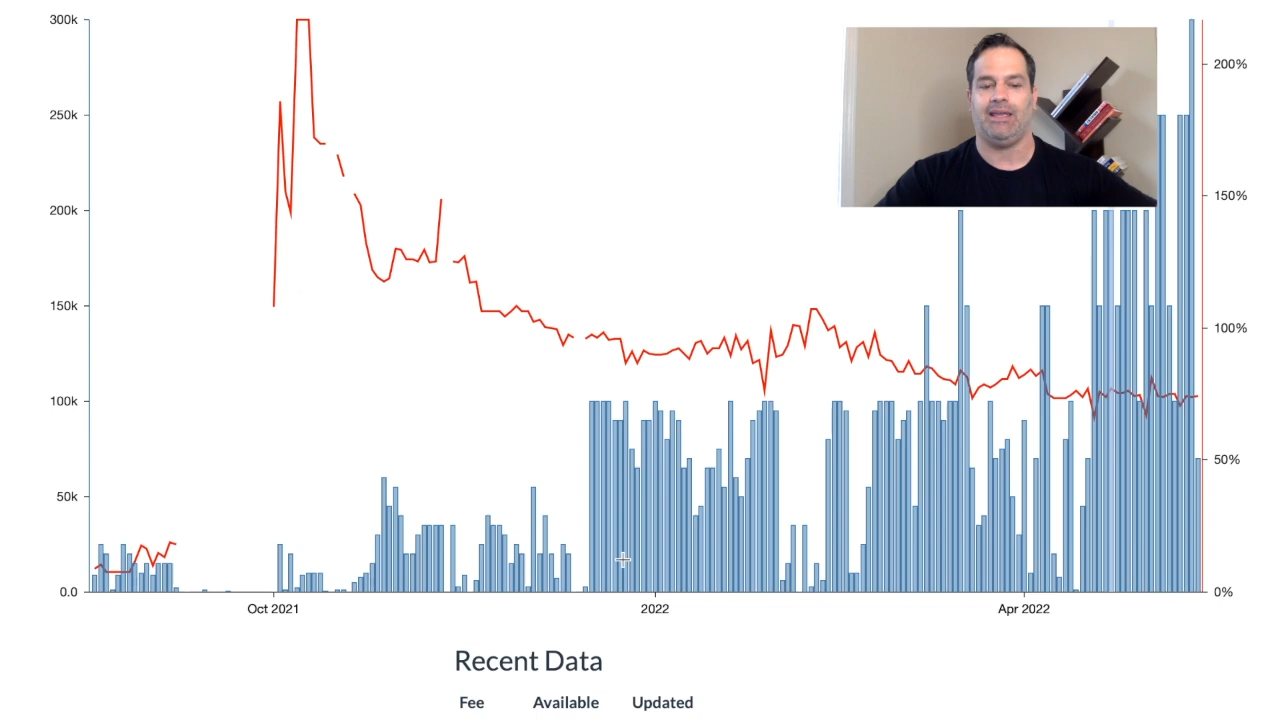 300k
250k
200k
150k
100k
50k
0.0
200%
150%
100%
50%
0%
Oct 2021
2022
Apr 2022
Recent Data
Fee Available Updated